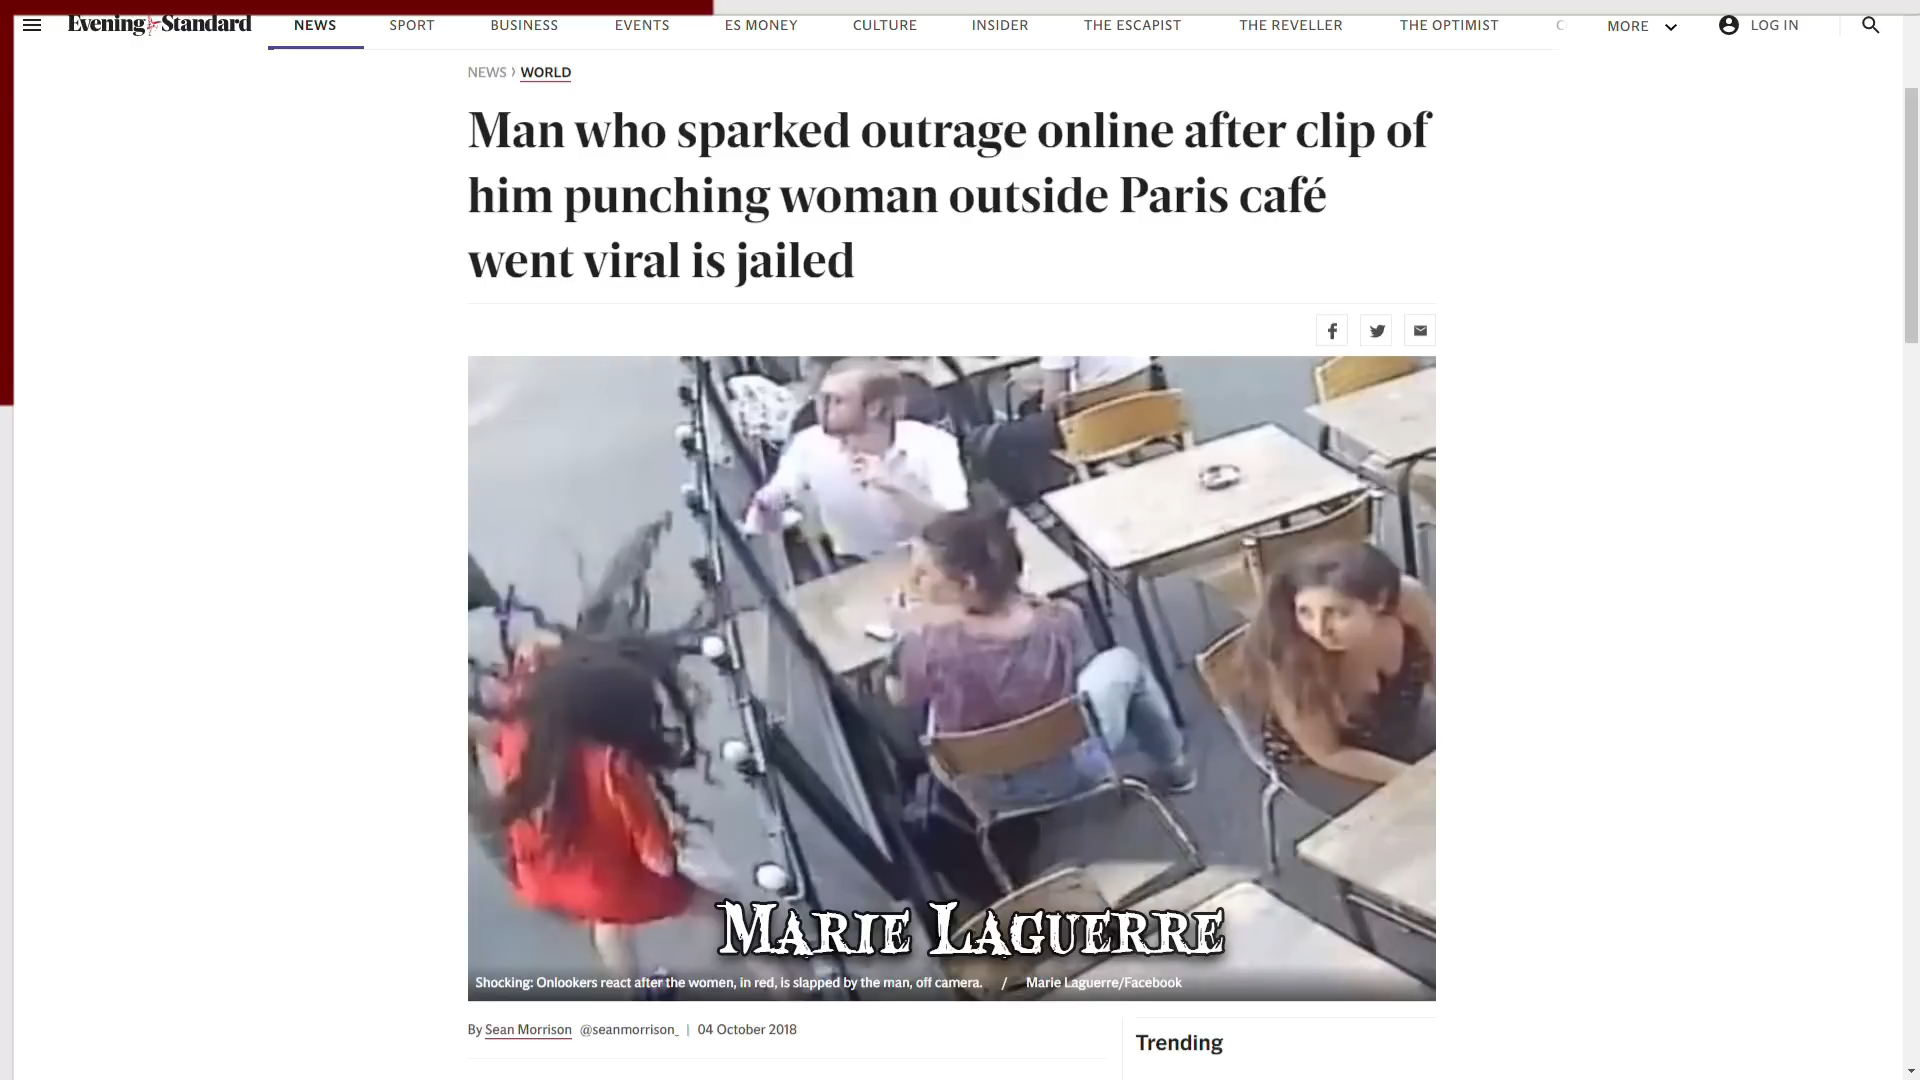 Evening Standard
NEWS SPORT BUSINESS EVENTS ES MONEY CULTURE INSIDER THE ESCAPIST THE REVELLER THE OPTIMIST MORE LOG IN
NEWS › WORLD
Man who sparked outrage online after clip of
him punching woman outside Paris café
went viral is jailed
MARIE LAGUERRE
Shocking: Onlookers react after the women, in red, is slapped by the man, off camera. / Marie Laguerre/Facebook
By Sean Morrison @seanmorrison_ | 04 October 2018
Trending